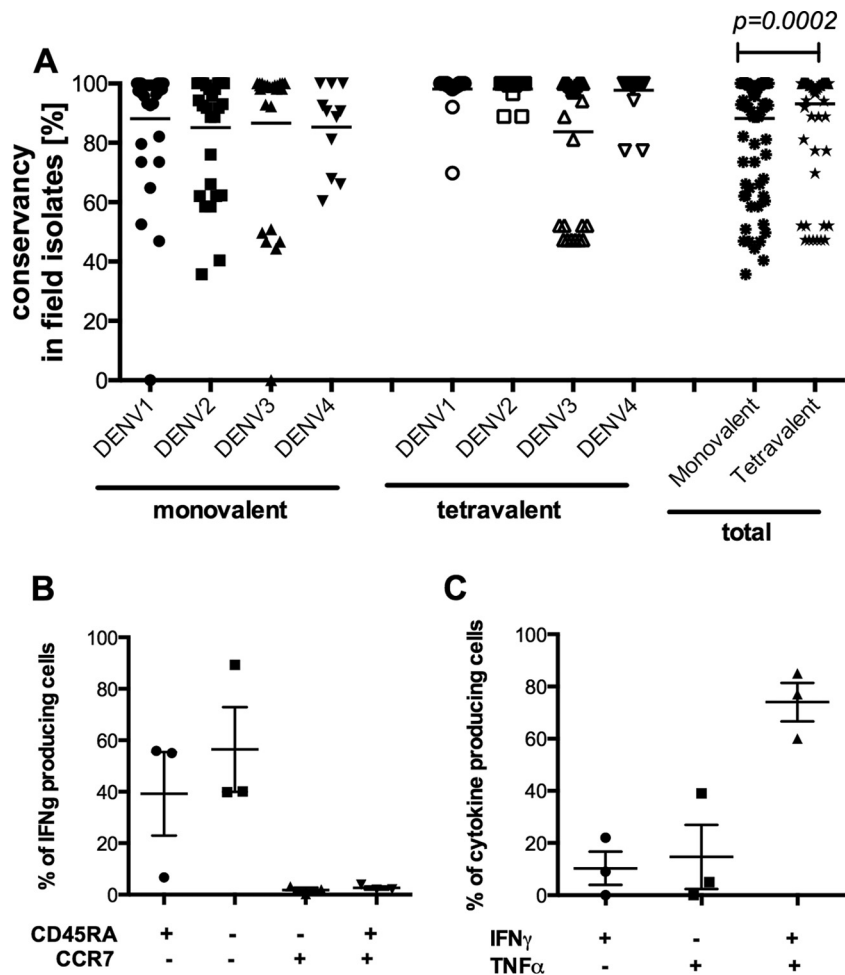 p=0.0002
A
conservancy
in field isolates [%]
100
80
60
40
20
0
DENV1
DENV2
DENV3
DENV4
DENV1
DENV2
DENV3
DENV4
Monovalent
Tetravalent
monovalent
tetravalent
total
B
% of IFNg producing cells
100
80
60
40
20
0
CD45RA + - - +
CCR7 - - + +
C
% of cytokine producing cells
100
80
60
40
20
0
IFNγ + - +
TNFα - + +